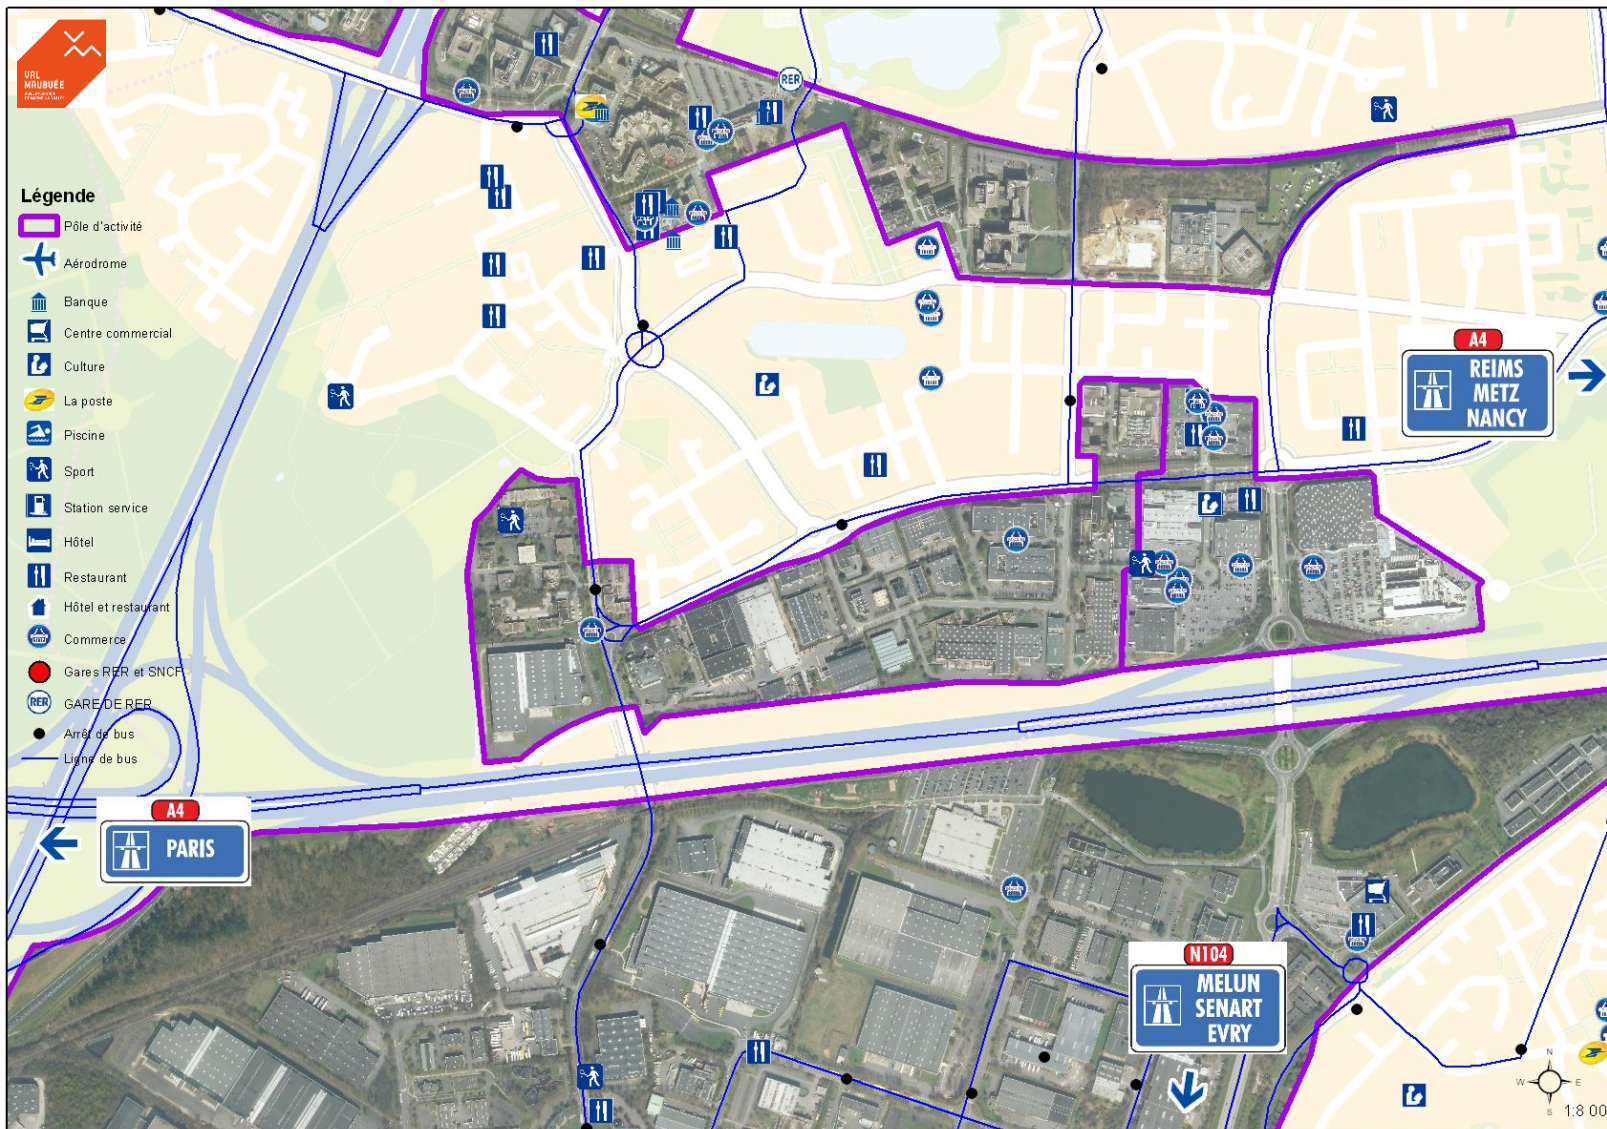 VAL
MAUBUÉE
Légende
Pôle d'activité
Aérodrome
Banque
Centre commercial
Culture
La poste
Piscine
Sport
Station service
Hôtel
Restaurant
Hôtel et restaurant
Commerce
Gares RER et SNCF
RER
GARE DE RER
Arrêt de bus
Ligne de bus
RER
A4
REIMS
METZ
NANCY
A4
PARIS
N104
MELUN
SENART
EVRY
N
W
E
S
1:8 00